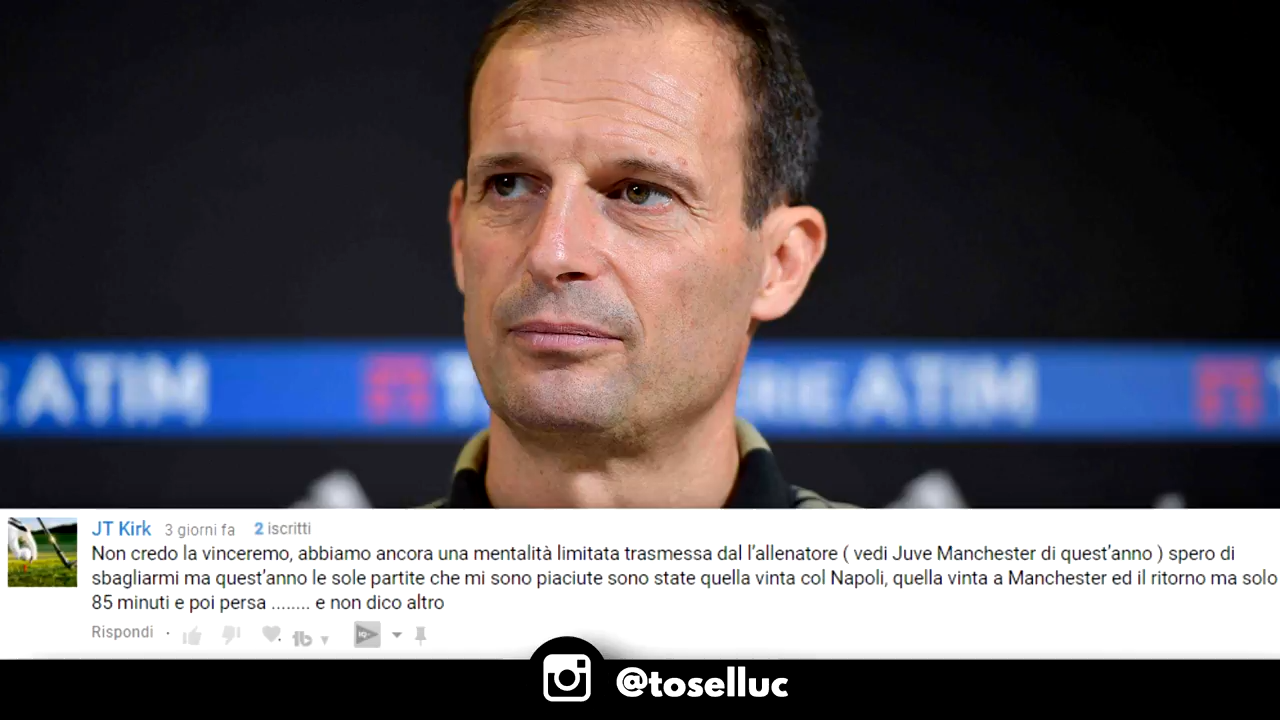 E ATIM
T
RIE ATIM
JT Kirk 3 giorni fa 2 iscritti
Non credo la vinceremo, abbiamo ancora una mentalità limitata trasmessa dal l'allenatore ( vedi Juve Manchester di quest'anno ) spero di
sbagliarmi ma quest'anno le sole partite che mi sono piaciute sono state quella vinta col Napoli, quella vinta a Manchester ed il ritorno ma solo
85 minuti e poi persa ........ e non dico altro
Rispondi ·
@toselluc